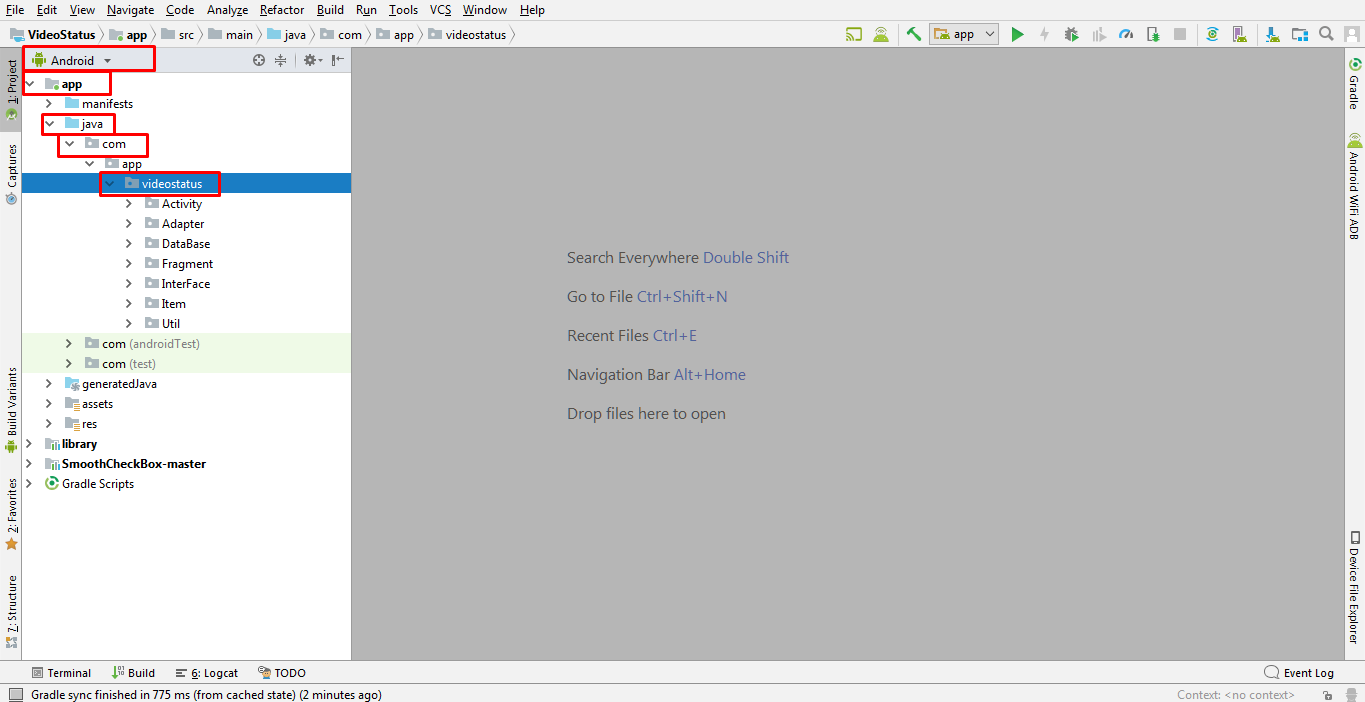 File Edit View Navigate Code Analyze Refactor Build Run Tools VCS Window Help
VideoStatus app src main java com app videostatus app
Android
app
manifests
java
com
app
videostatus
Activity
Adapter
DataBase
Fragment
InterFace
Item
Util
com (androidTest)
com (test)
generatedJava
assets
res
library
SmoothCheckBox-master
Gradle Scripts
1: Project
Captures
Build Variants
2: Favorites
7: Structure
Search Everywhere Double Shift
Go to File Ctrl+Shift+N
Recent Files Ctrl+E
Navigation Bar Alt+Home
Drop files here to open
Gradle
Android WiFi ADB
Device File Explorer
Terminal Build 6: Logcat TODO Event Log
Gradle sync finished in 775 ms (from cached state) (2 minutes ago) Context: <no context>